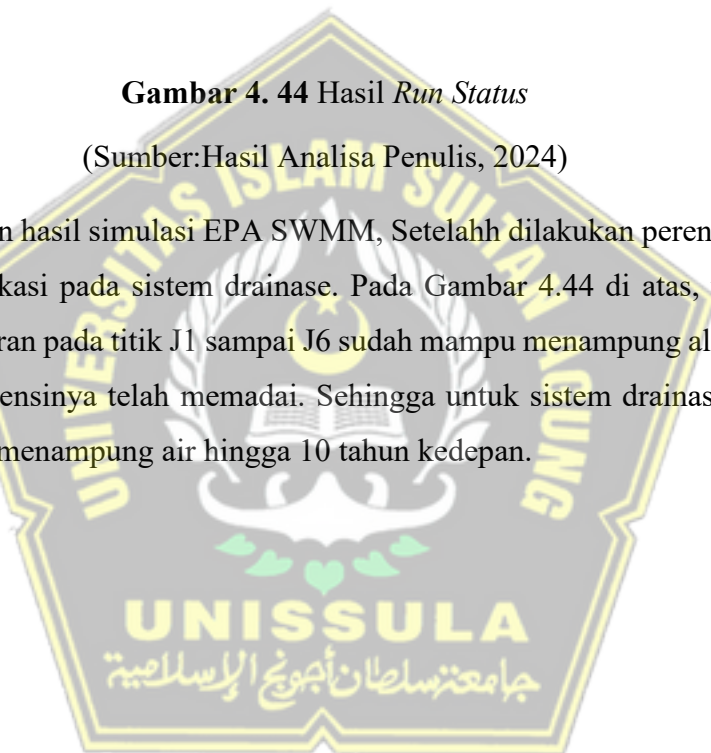 Gambar 4. 44 Hasil Run Status
(Sumber:Hasil Analisa Penulis, 2024)
n hasil simulasi EPA SWMM, Setelahh dilakukan peren
kasi pada sistem drainase. Pada Gambar 4.44 di atas,
ran pada titik J1 sampai J6 sudah mampu menampung al
ensinya telah memadai. Sehingga untuk sistem drainas
menampung air hingga 10 tahun kedepan.
UNIVERSITAS ISLAM SULTAN AGUNG
UNISSULA
جامعة سلطان أجونج الإسلامية